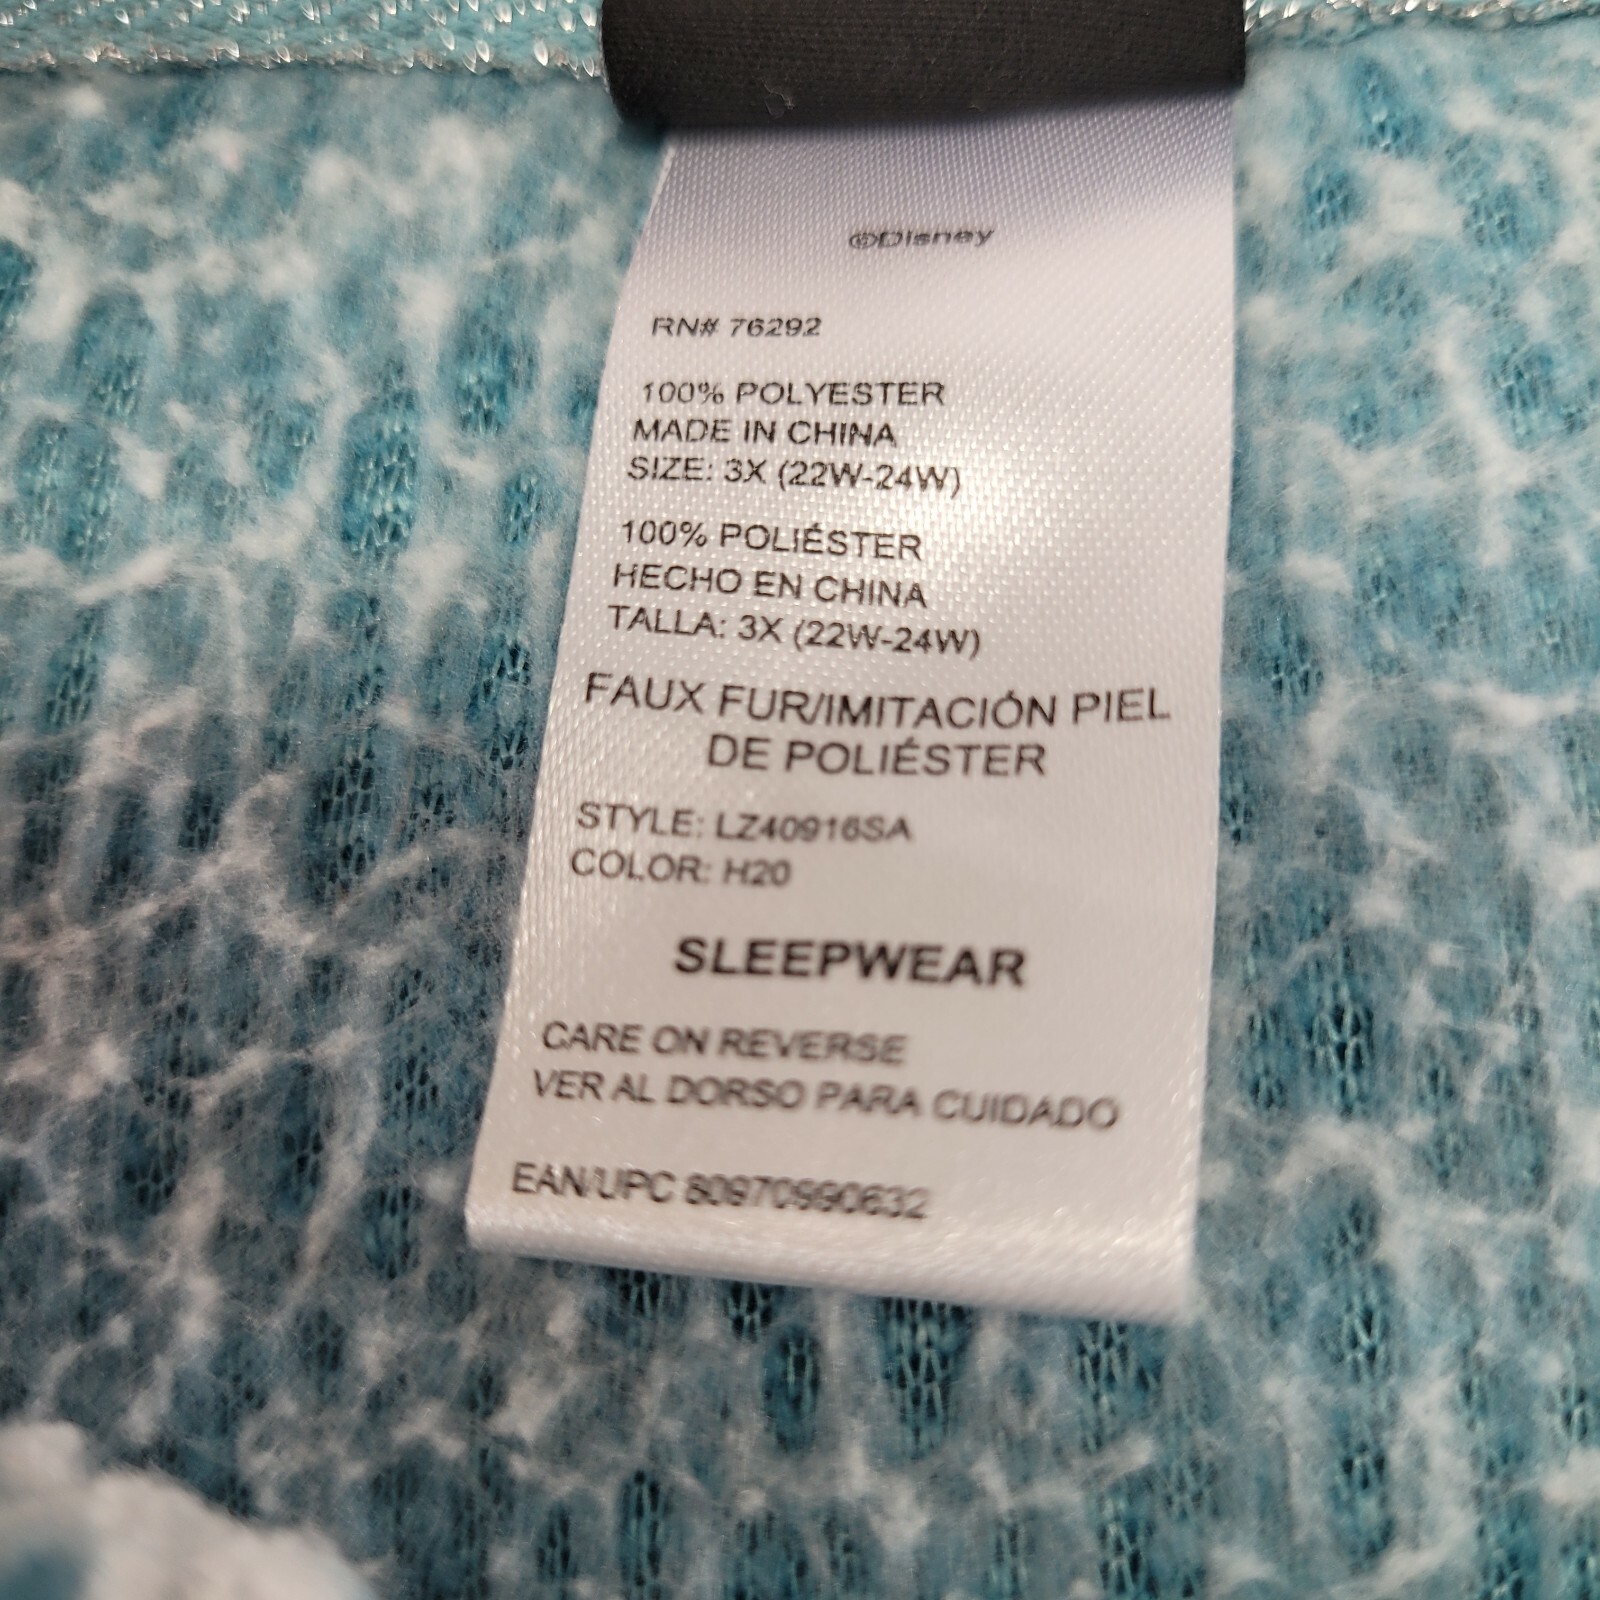 ©Disney
RN# 76292
100% POLYESTER
MADE IN CHINA
SIZE: 3X (22W-24W)
100% POLIÉSTER
HECHO EN CHINA
TALLA: 3X (22W-24W)
FAUX FUR/IMITACIÓN PIEL
DE POLIÉSTER
STYLE: LZ40916SA
COLOR: H20
SLEEPWEAR
CARE ON REVERSE
VER AL DORSO PARA CUIDADO
EAN/UPC 80970990632